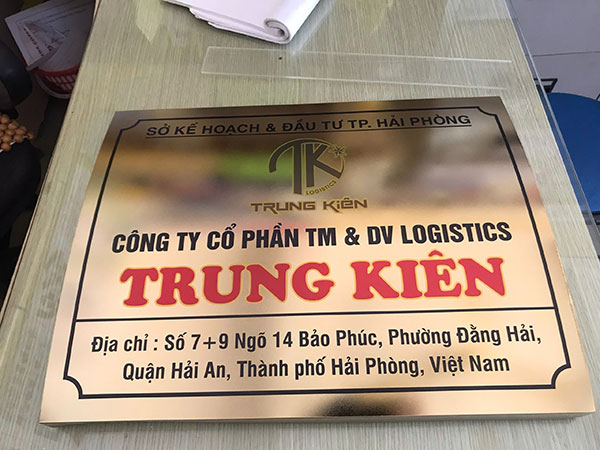 SỞ KẾ HOẠCH & ĐẦU TƯ TP. HẢI PHÒNG
TK
LOGISTICS
TRUNG KIÊN
CÔNG TY CỔ PHẦN TM & DV LOGISTICS
TRUNG KIÊN
Địa chỉ : Số 7+9 Ngõ 14 Bảo Phúc, Phường Đằng Hải,
Quận Hải An, Thành phố Hải Phòng, Việt Nam